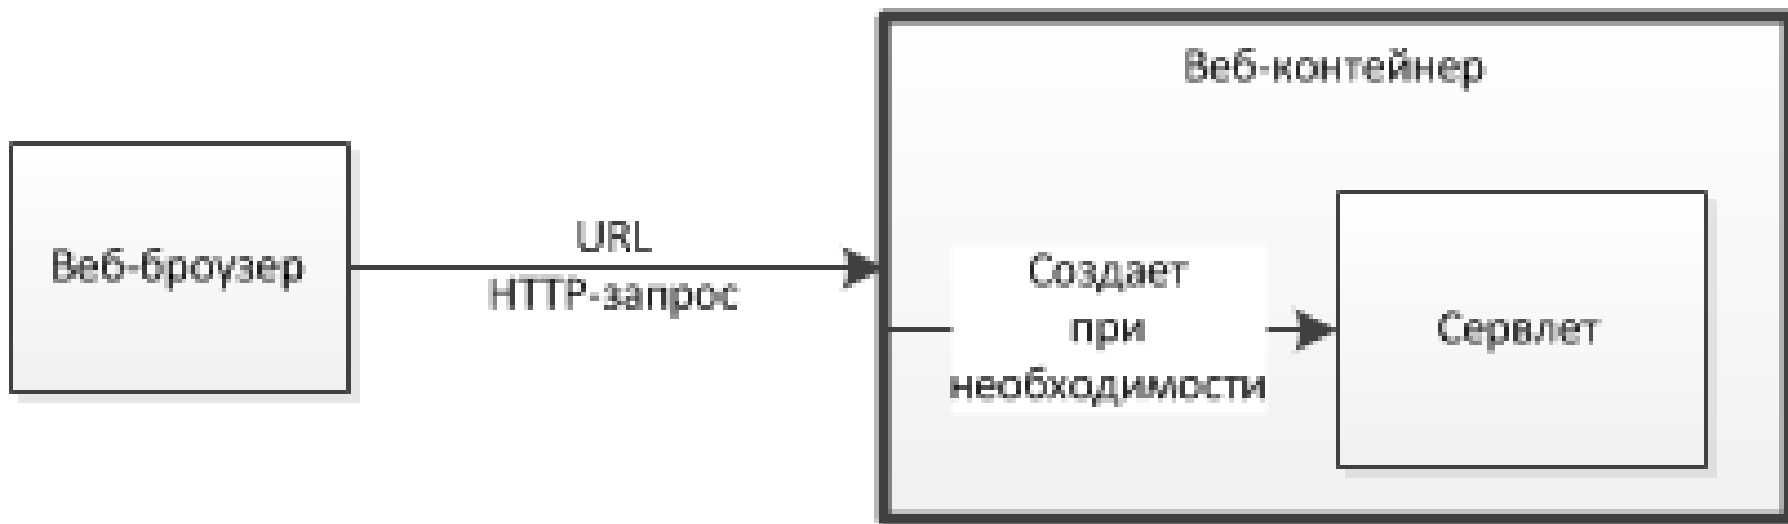 Веб-контейнер
Веб-броузер
URL
HTTP-запрос
Создает
при
необходимости
Сервлет